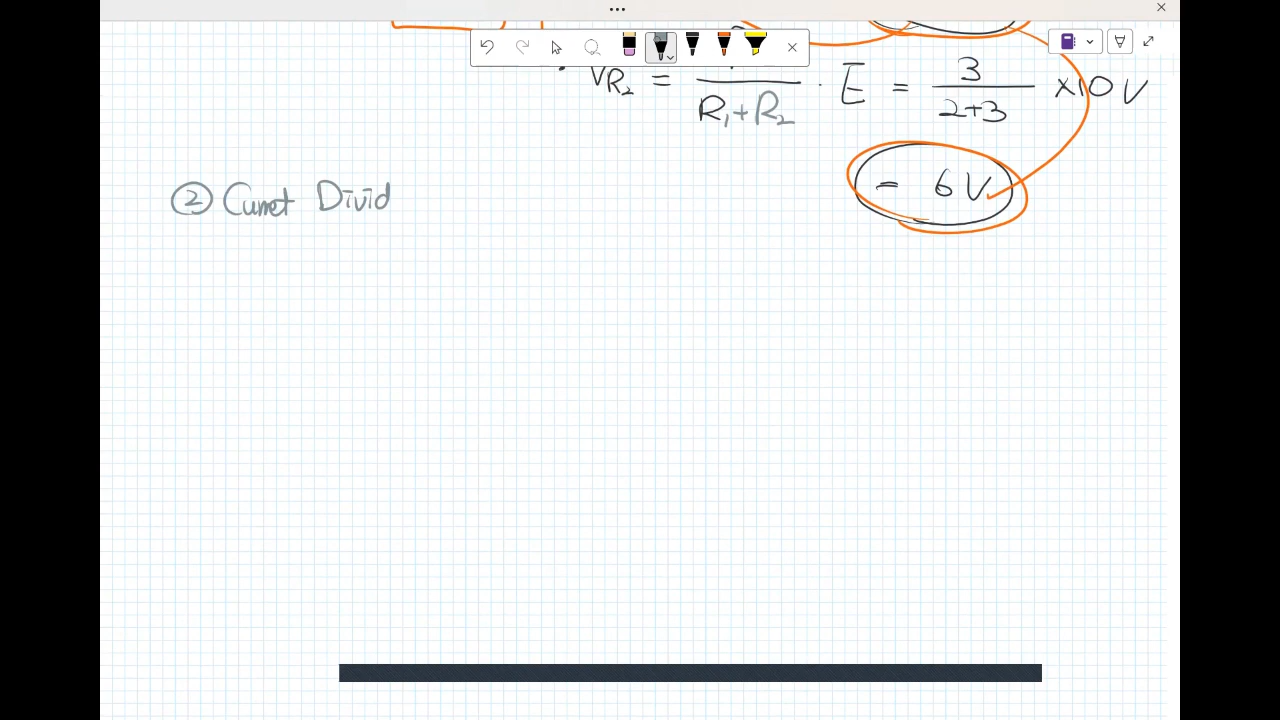 VR₂ = / R₁+R₂ · E = 3 / 2+3 ×10V
= 6V
② Curret Divid